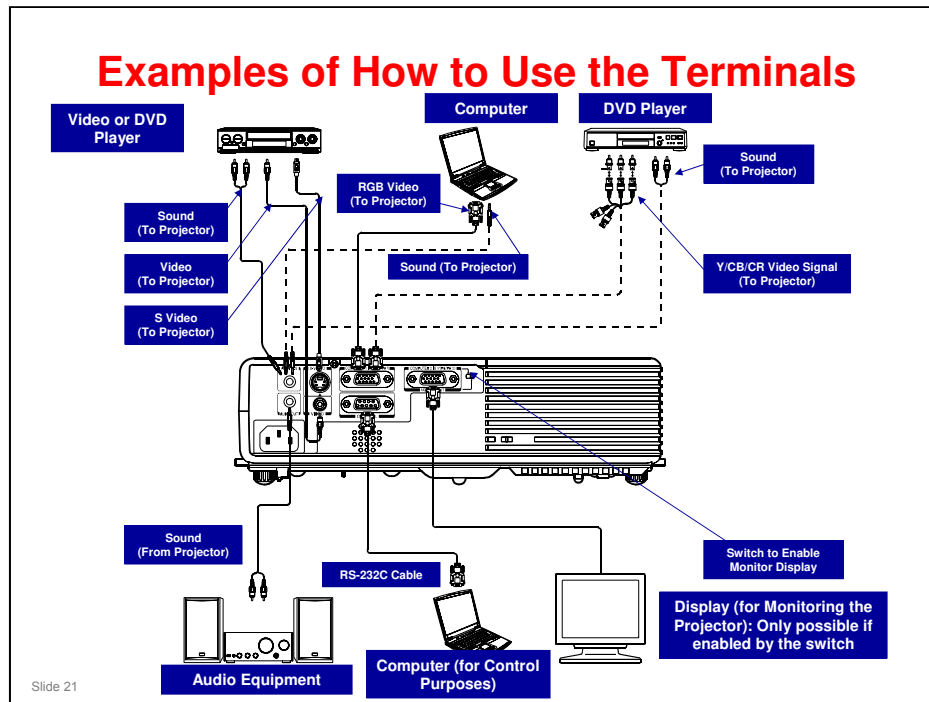 Examples of How to Use the Terminals
Video or DVD
Player
Computer
DVD Player
Sound
(To Projector)
RGB Video
(To Projector)
Sound
(To Projector)
Video
(To Projector)
Sound (To Projector)
Y/CB/CR Video Signal
(To Projector)
S Video
(To Projector)
Sound
(From Projector)
RS-232C Cable
Switch to Enable
Monitor Display
Display (for Monitoring the
Projector): Only possible if
enabled by the switch
Audio Equipment
Computer (for Control
Purposes)
Slide 21